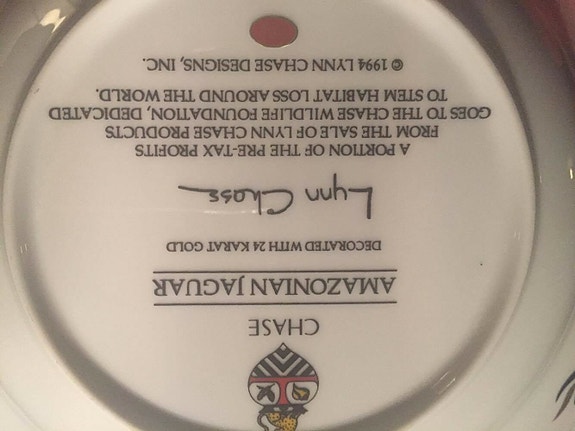 CHASE
AMAZONIAN JAGUAR
DECORATED WITH 24 KARAT GOLD
Lynn Chase
A PORTION OF THE PRE-TAX PROFITS
FROM THE SALE OF LYNN CHASE PRODUCTS
GOES TO THE CHASE WILDLIFE FOUNDATION, DEDICATED
TO STEM HABITAT LOSS AROUND THE WORLD.
© 1994 LYNN CHASE DESIGNS, INC.